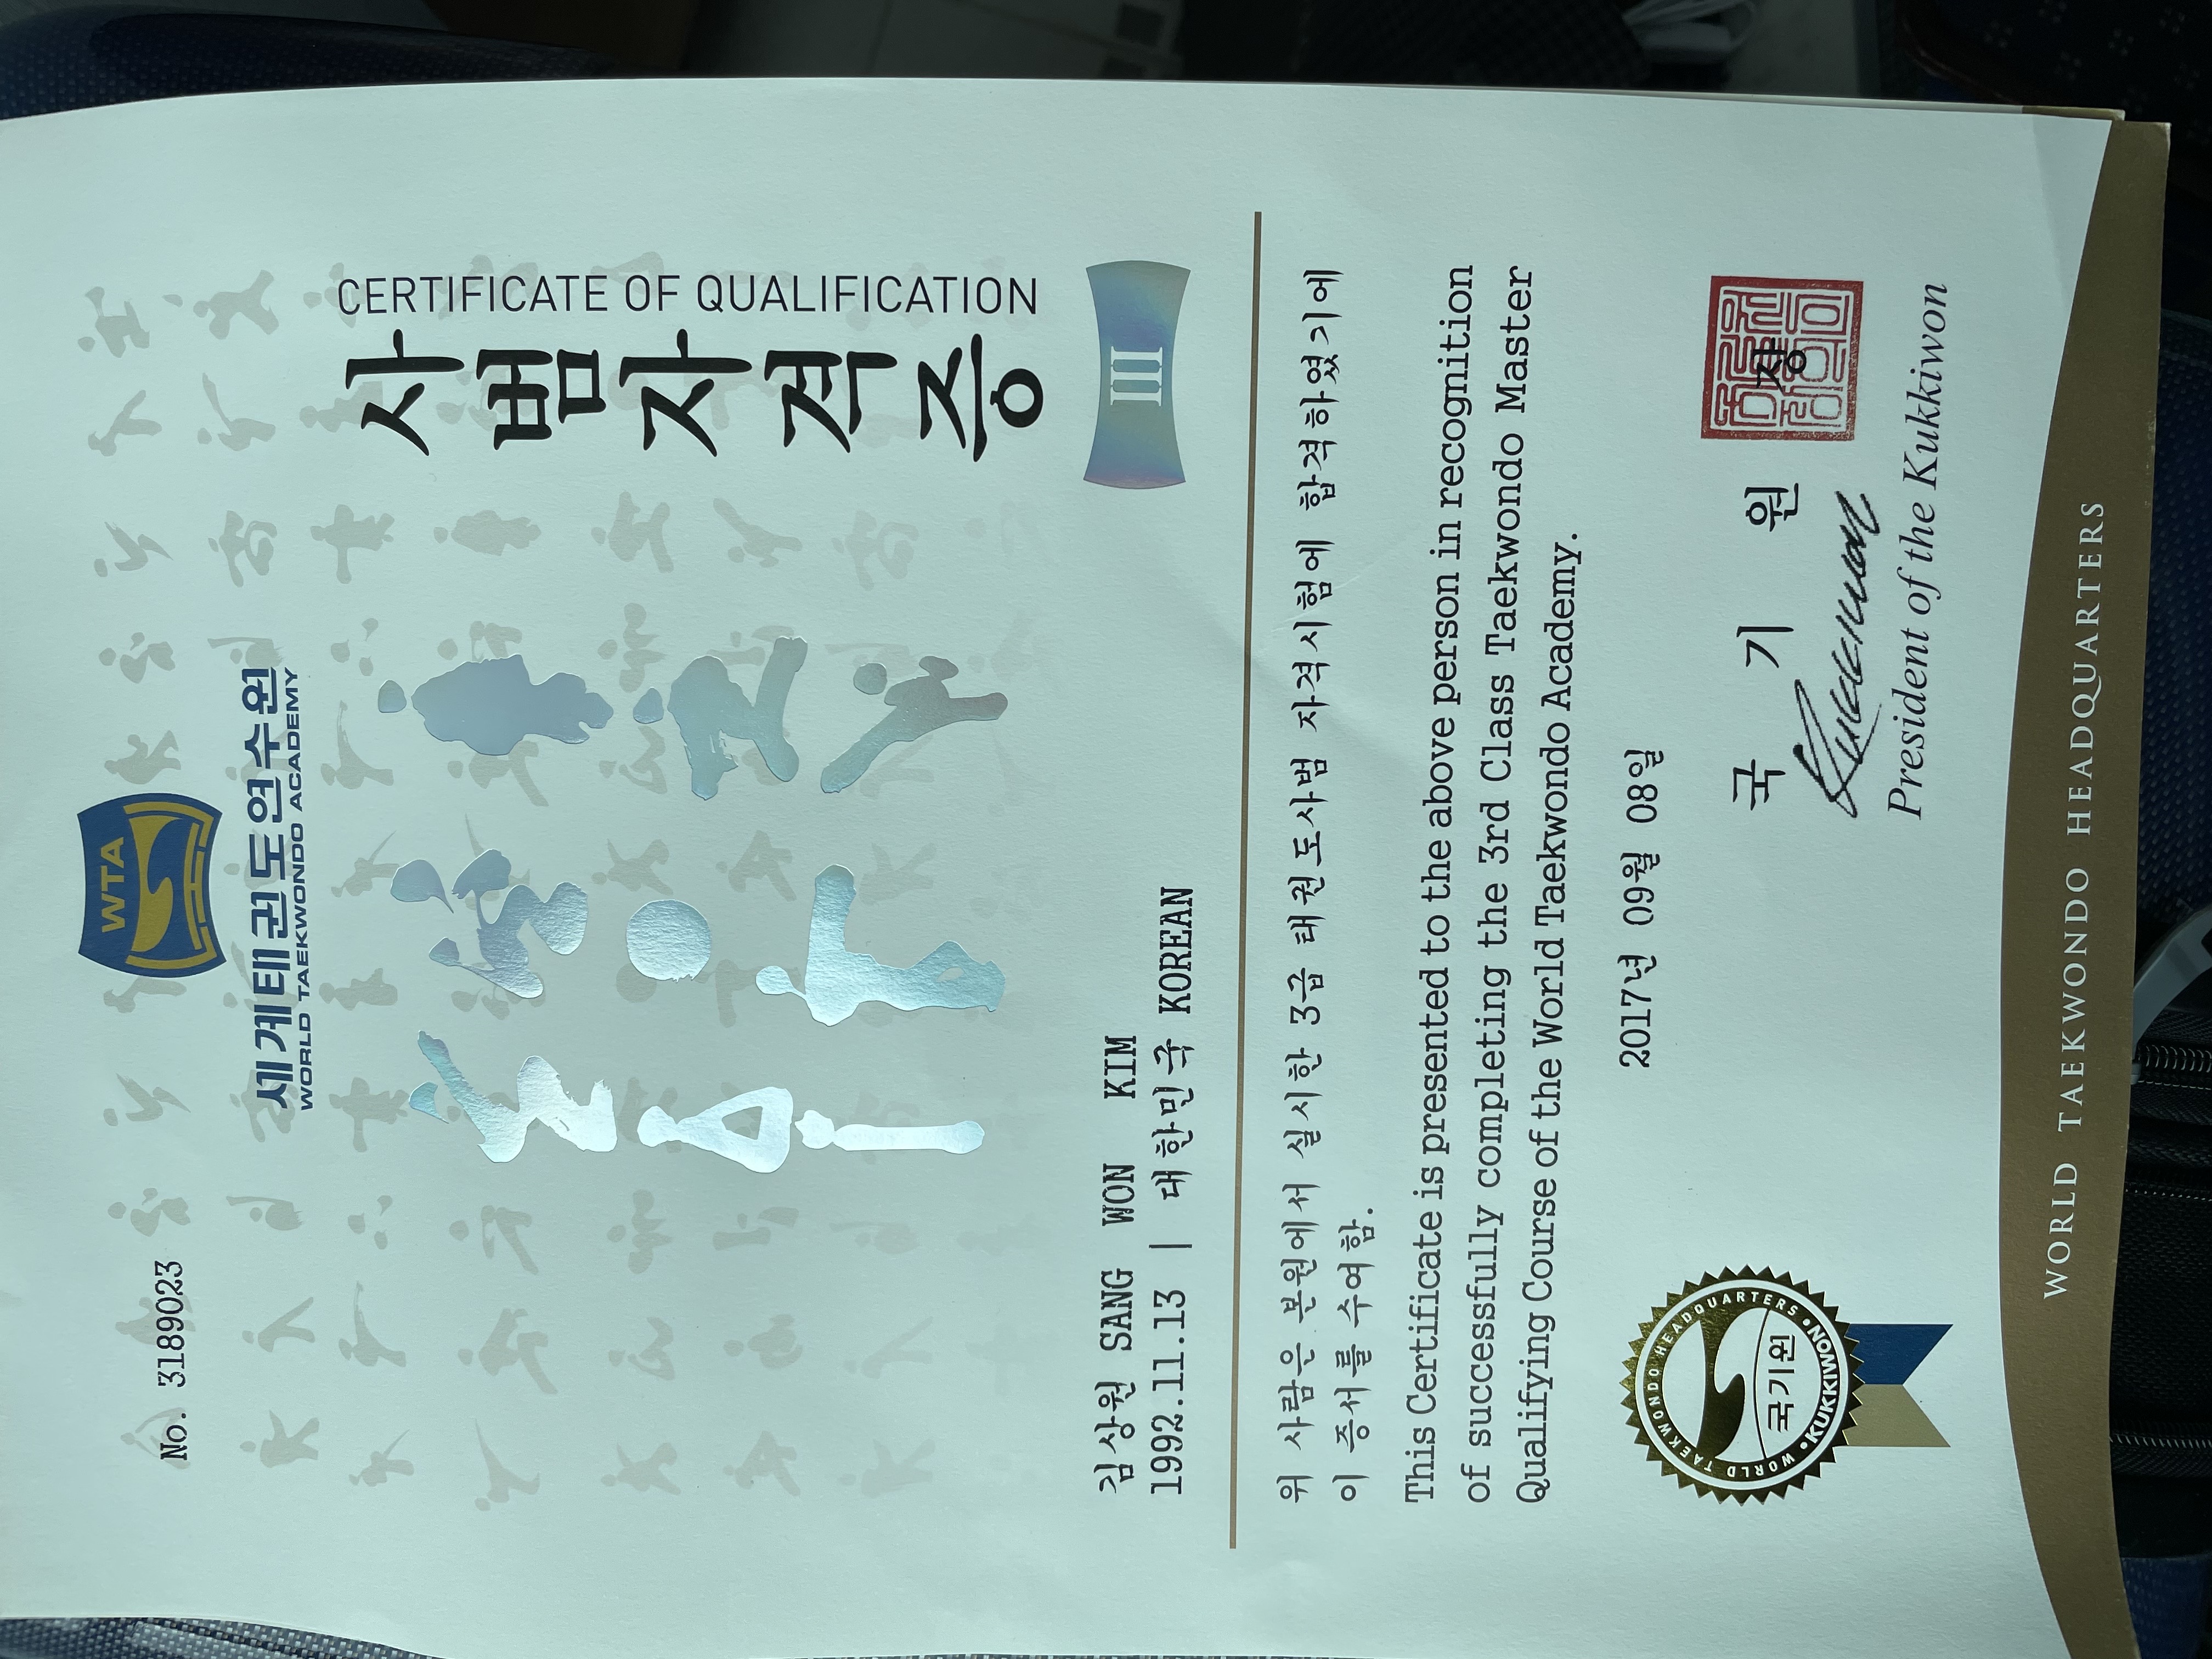 No. 3189023
WTA
세계태권도연수원
WORLD TAEKWONDO ACADEMY
CERTIFICATE OF QUALIFICATION
사범자격증
III
김상원 SANG WON KIM
1992.11.13 | 대한민국 KOREAN
위 사람은 본원에서 실시한 3급 태권도사범 자격시험에 합격하였기에
이 증서를 수여함.
This Certificate is presented to the above person in recognition
of successfully completing the 3rd Class Taekwondo Master
Qualifying Course of the World Taekwondo Academy.
2017년 09월 08일
국 기 원 장
President of the Kukkiwon
WORLD TAEKWONDO HEADQUARTERS
국기원
KUKKIWON
WORLD TAEKWONDO HEADQUARTERS